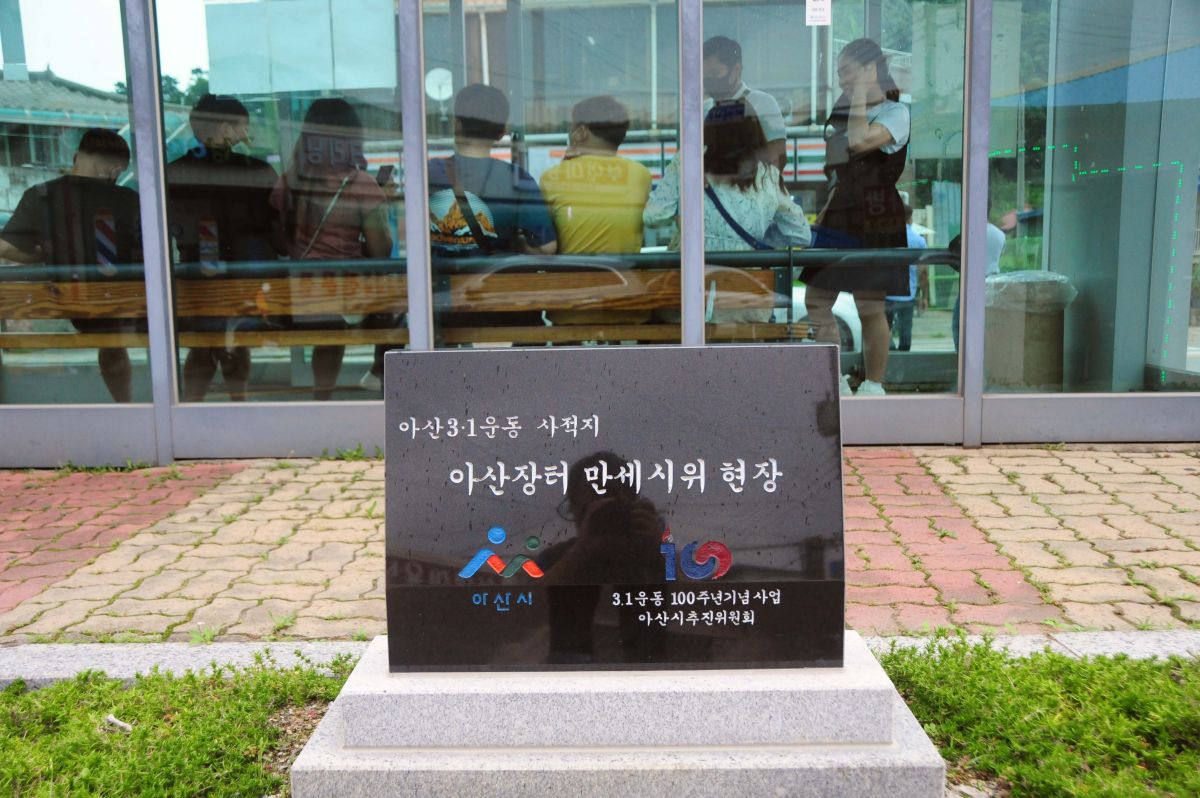 아산3·1운동 사적지
아산장터 만세시위 현장
아산시
3.1운동 100주년기념사업
아산시추진위원회